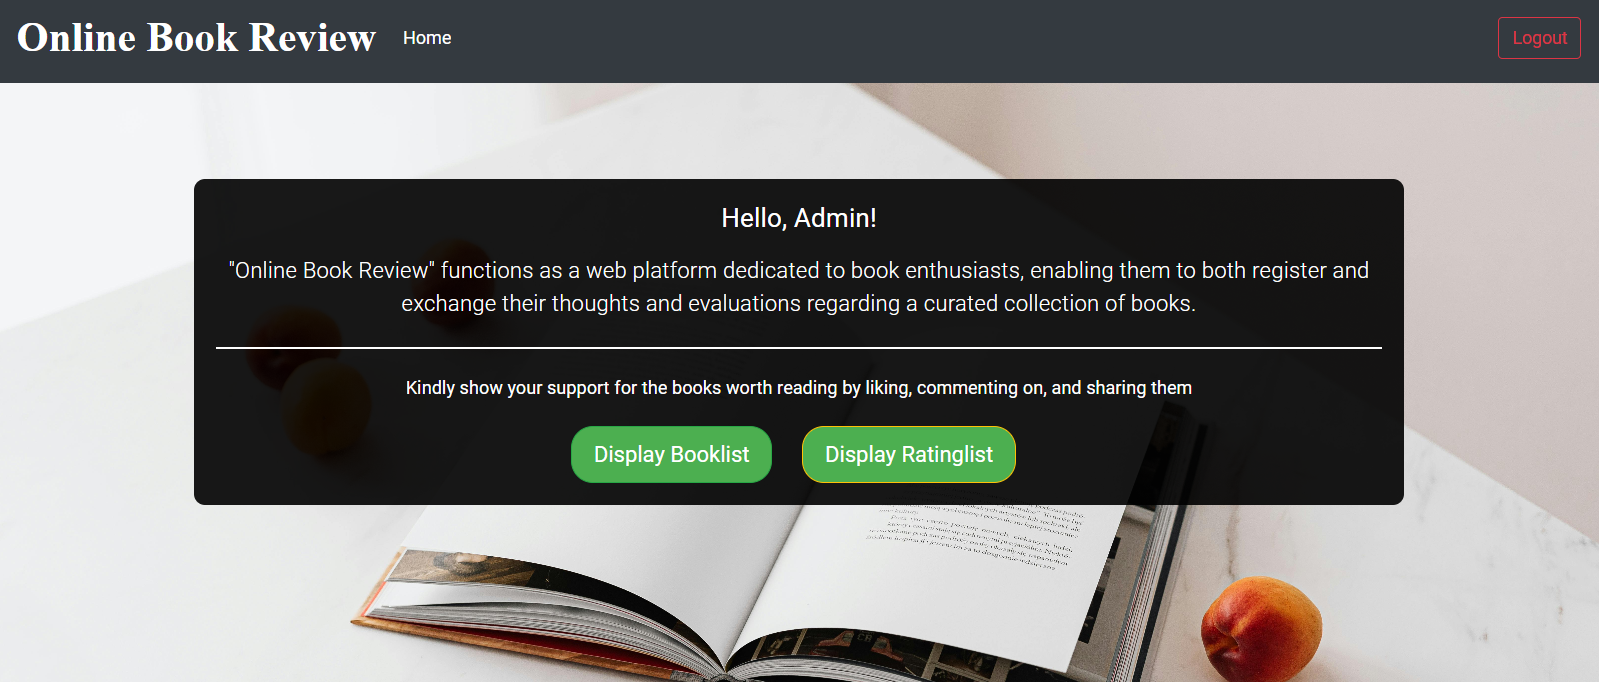 Online Book Review
Home
Logout
Hello, Admin!
"Online Book Review" functions as a web platform dedicated to book enthusiasts, enabling them to both register and
exchange their thoughts and evaluations regarding a curated collection of books.
Kindly show your support for the books worth reading by liking, commenting on, and sharing them
Display Booklist
Display Ratinglist